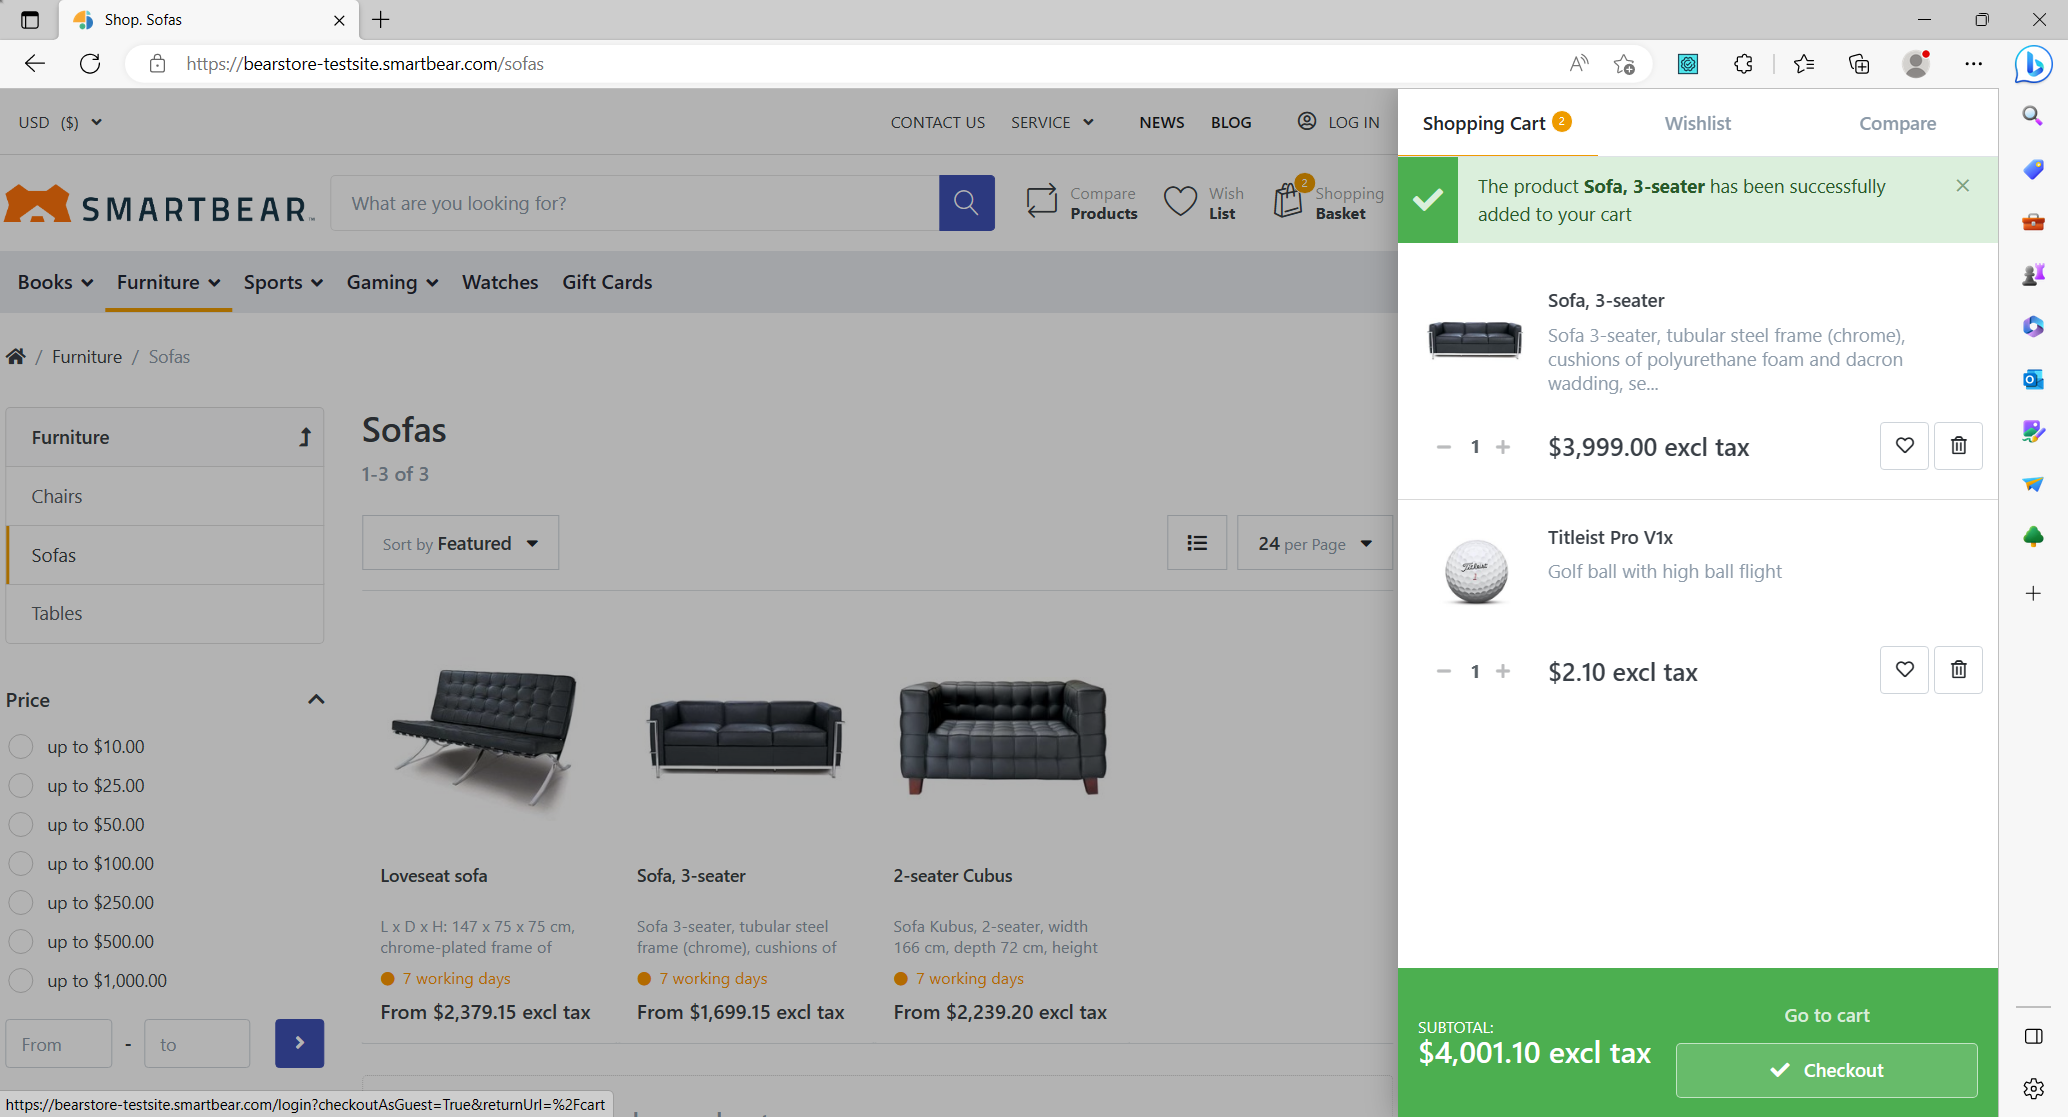 Shop. Sofas
https://bearstore-testsite.smartbear.com/sofas
USD ($)
CONTACT US
SERVICE
NEWS
BLOG
LOG IN
SMARTBEAR
What are you looking for?
Compare
Products
Wish
List
2
Shopping
Basket
Books
Furniture
Sports
Gaming
Watches
Gift Cards
/ Furniture / Sofas
Furniture
Chairs
Sofas
Tables
Price
up to $10.00
up to $25.00
up to $50.00
up to $100.00
up to $250.00
up to $500.00
up to $1,000.00
From - to
Sofas
1-3 of 3
Sort by Featured
24 per Page
Loveseat sofa
L x D x H: 147 x 75 x 75 cm,
chrome-plated frame of
7 working days
From $2,379.15 excl tax
Sofa, 3-seater
Sofa 3-seater, tubular steel
frame (chrome), cushions of
7 working days
From $1,699.15 excl tax
2-seater Cubus
Sofa Kubus, 2-seater, width
166 cm, depth 72 cm, height
7 working days
From $2,239.20 excl tax
Shopping Cart 2
Wishlist
Compare
The product Sofa, 3-seater has been successfully
added to your cart
Sofa, 3-seater
Sofa 3-seater, tubular steel frame (chrome),
cushions of polyurethane foam and dacron
wadding, se...
1
$3,999.00 excl tax
Titleist Pro V1x
Golf ball with high ball flight
Titleist
1
1
$2.10 excl tax
SUBTOTAL:
$4,001.10 excl tax
Go to cart
Checkout
https://bearstore-testsite.smartbear.com/login?checkoutAsGuest=True&returnUrl=%2Fcart